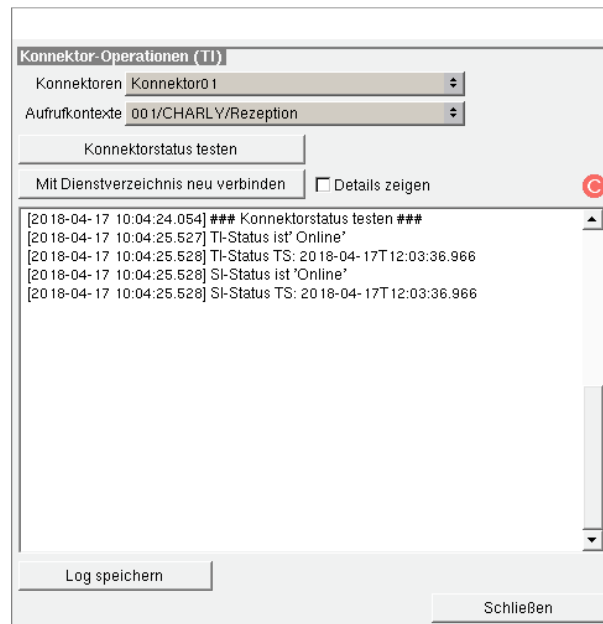 Konnektor-Operationen (TI)
Konnektoren Konnektor01
Aufrufkontexte 001/CHARLY/Rezeption
Konnektorstatus testen
Mit Dienstverzeichnis neu verbinden Details zeigen
C
[2018-04-17 10:04:24.054] ### Konnektorstatus testen ###
[2018-04-17 10:04:25.527] TI-Status ist' Online'
[2018-04-17 10:04:25.528] TI-Status TS: 2018-04-17T12:03:36.966
[2018-04-17 10:04:25.528] SI-Status ist 'Online'
[2018-04-17 10:04:25.528] SI-Status TS: 2018-04-17T12:03:36.966
Log speichern
Schließen